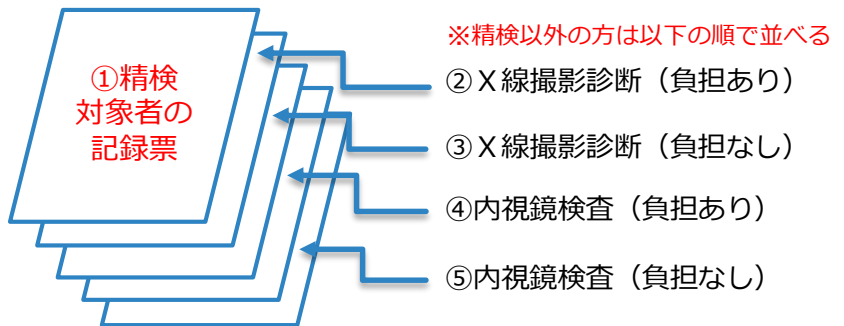 ①精検
対象者の
記録票
※精検以外の方は以下の順で並べる
②Ｘ線撮影診断（負担あり）
③Ｘ線撮影診断（負担なし）
④内視鏡検査（負担あり）
⑤内視鏡検査（負担なし）